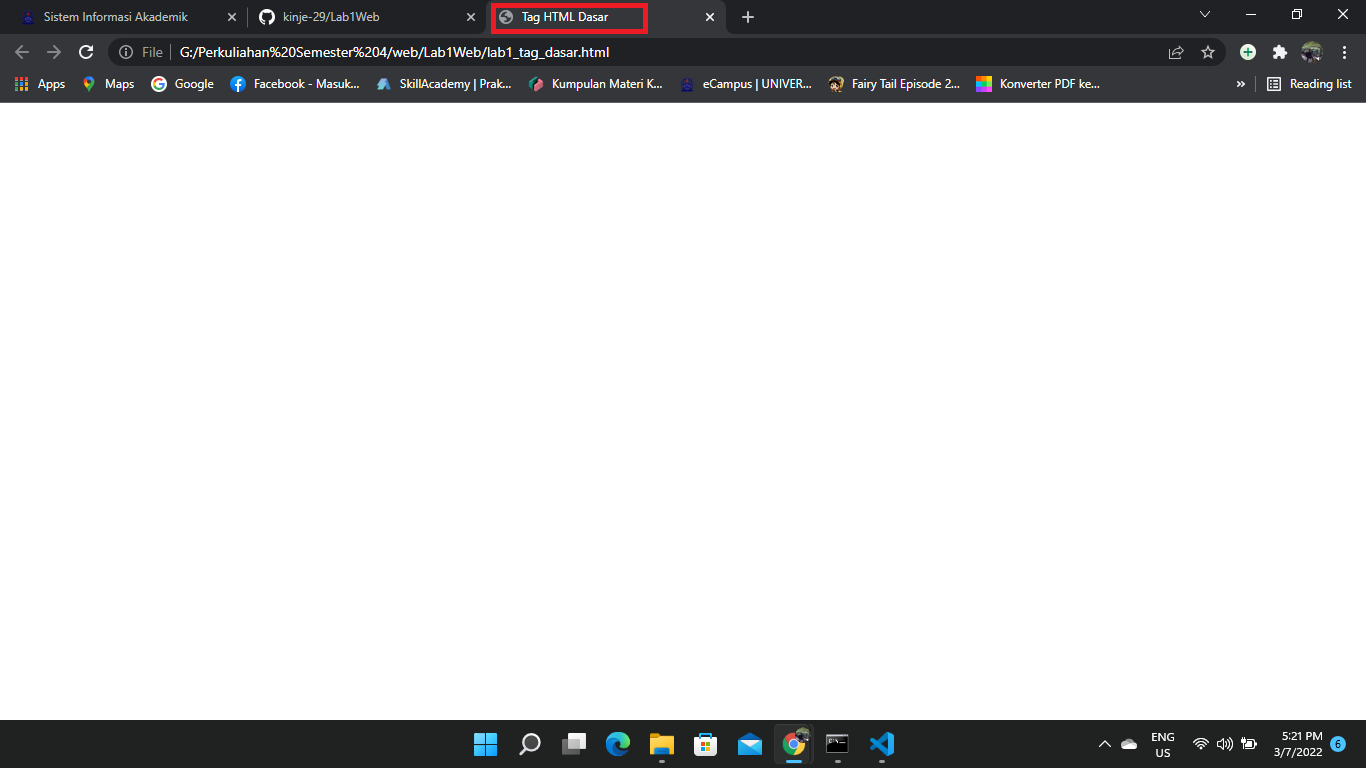 Sistem Informasi Akademik
kinje-29/Lab1Web
Tag HTML Dasar
File
G:/Perkuliahan%20Semester%204/web/Lab1Web/lab1_tag_dasar.html
Apps
Maps
Google
Facebook - Masuk...
SkillAcademy | Prak...
Kumpulan Materi K...
eCampus | UNIVER...
Fairy Tail Episode 2...
Konverter PDF ke...
»
Reading list
ENG
US
5:21 PM
3/7/2022
6